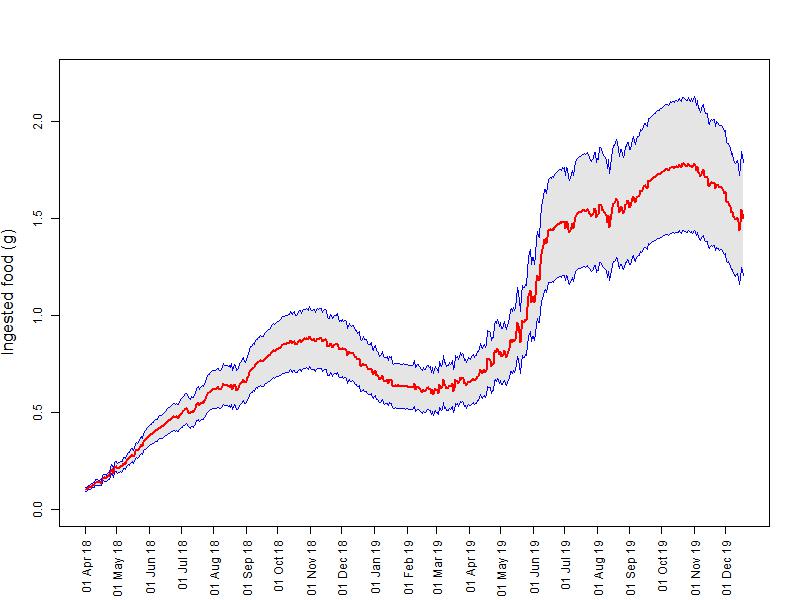 Ingested food (g)
2.0
1.5
1.0
0.5
0.0
01 Apr 18
01 May 18
01 Jun 18
01 Jul 18
01 Aug 18
01 Sep 18
01 Oct 18
01 Nov 18
01 Dec 18
01 Jan 19
01 Feb 19
01 Mar 19
01 Apr 19
01 May 19
01 Jun 19
01 Jul 19
01 Aug 19
01 Sep 19
01 Oct 19
01 Nov 19
01 Dec 19